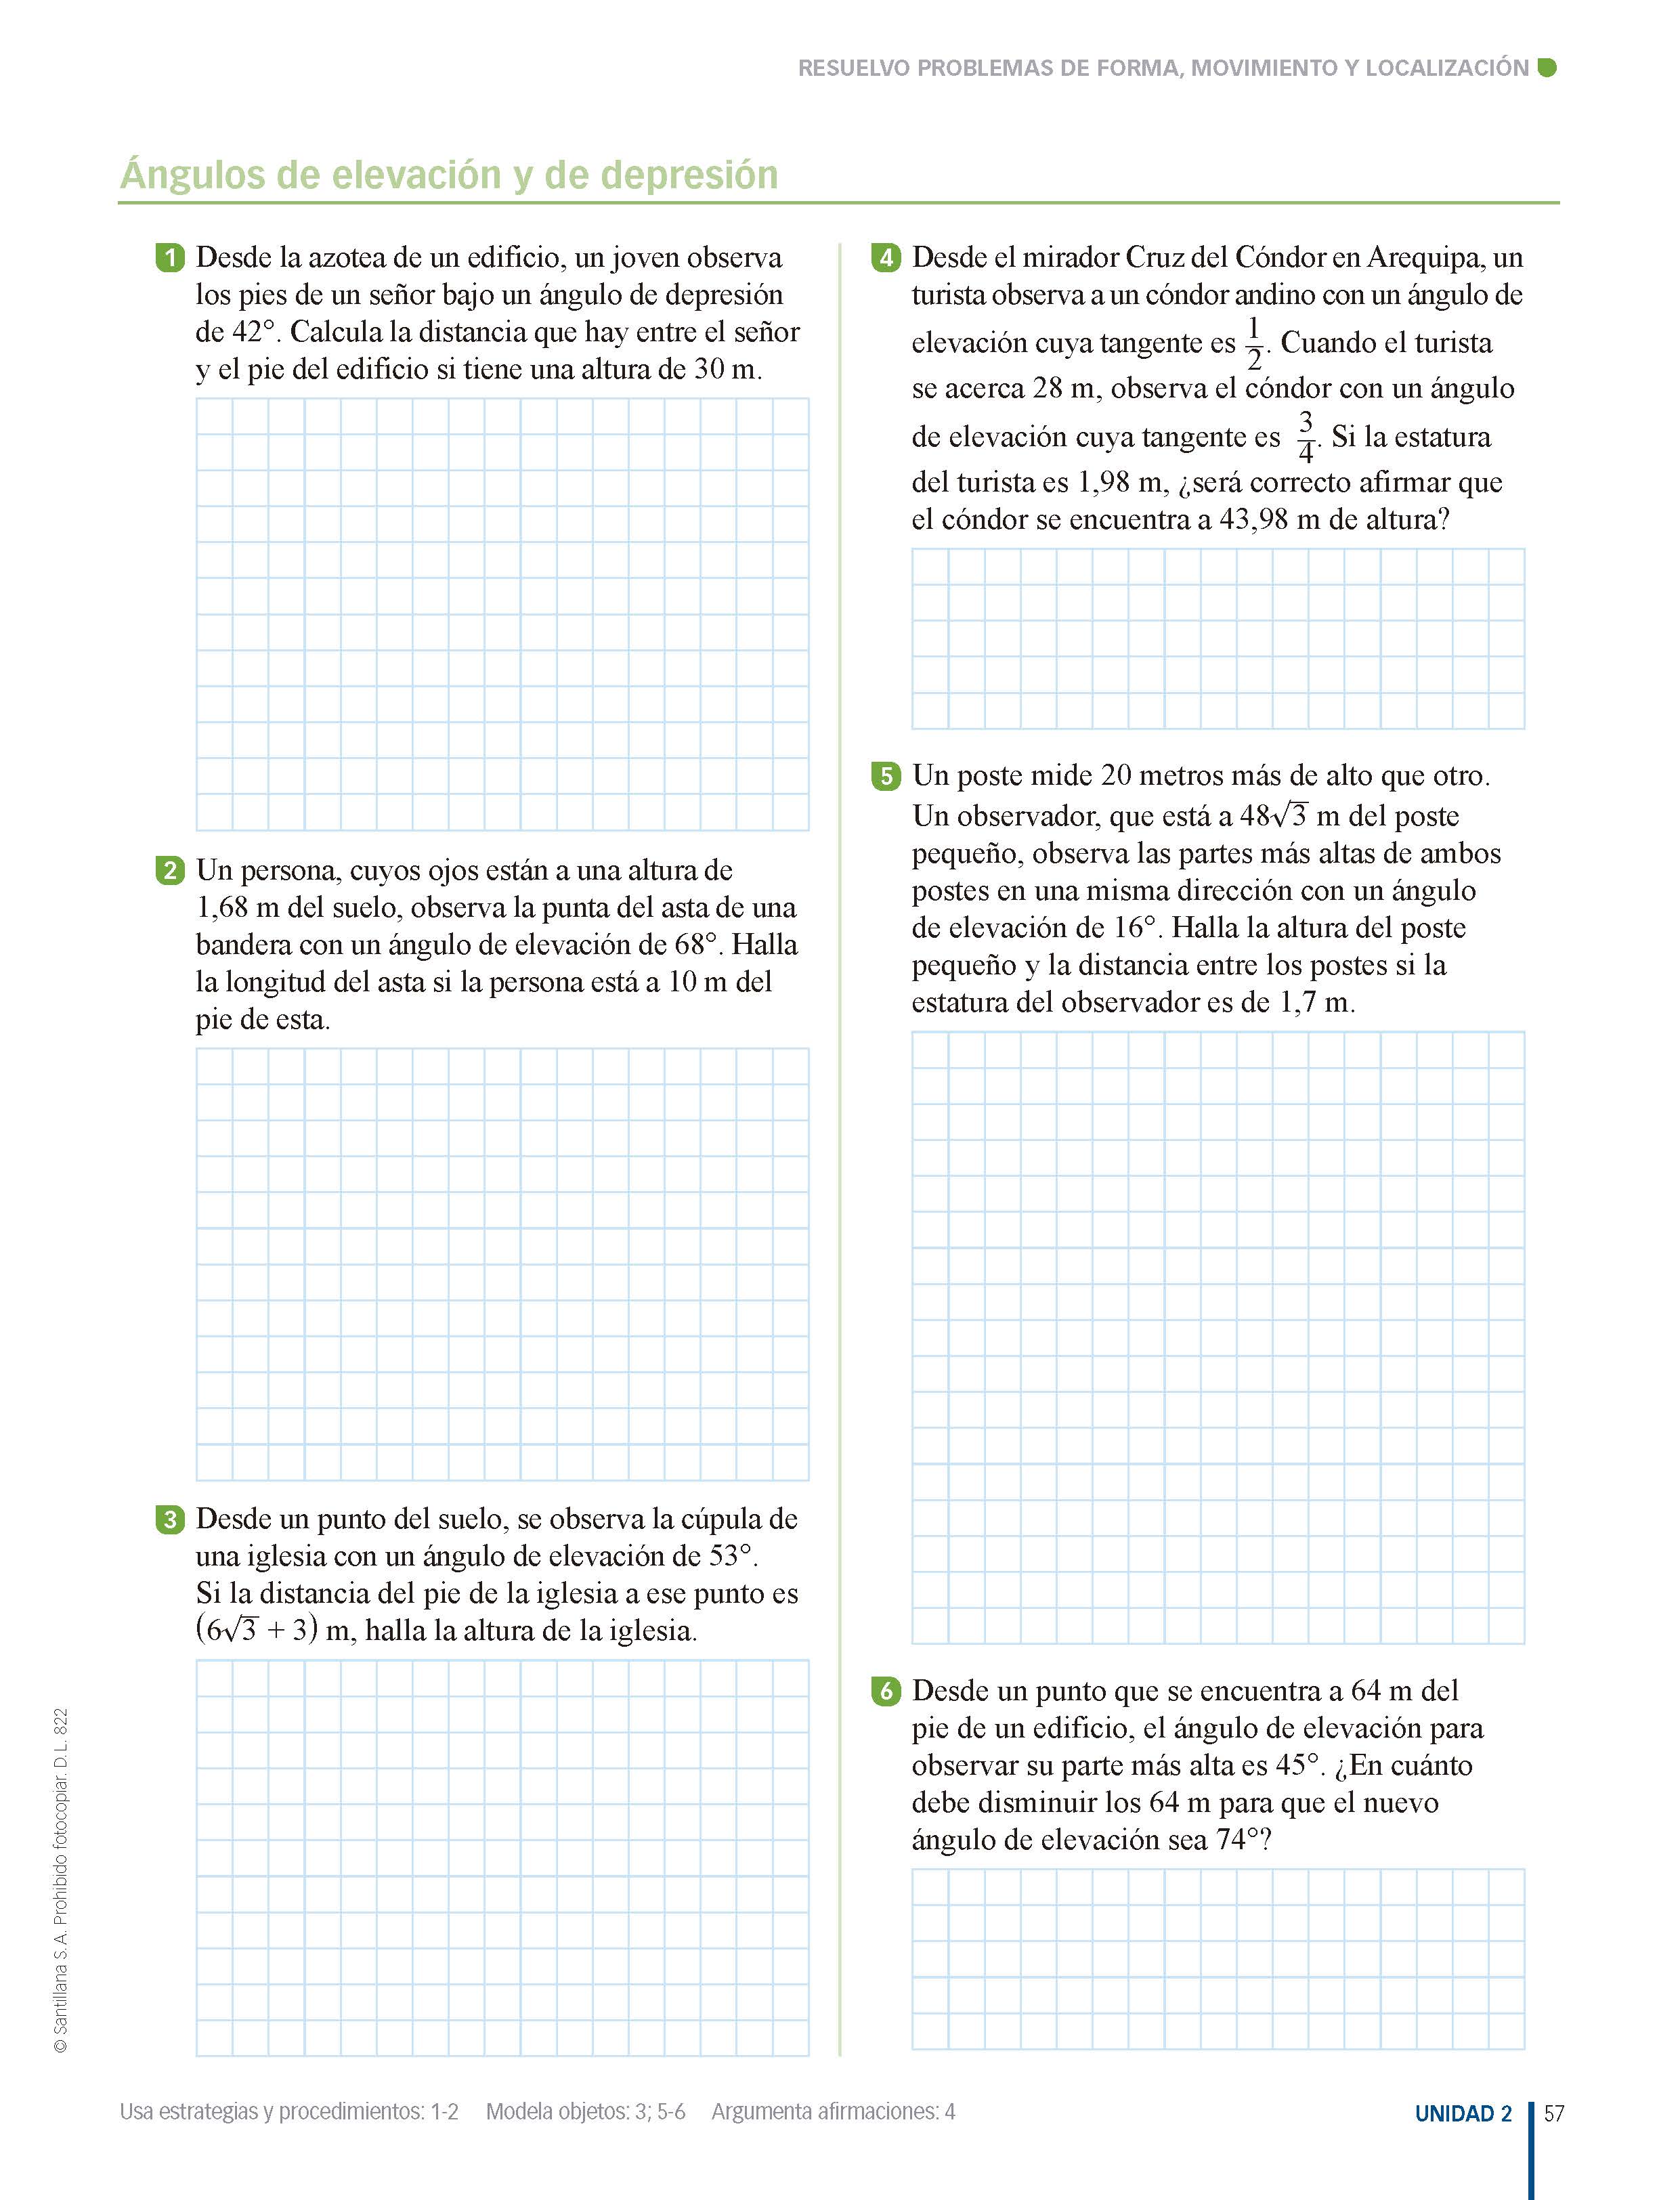 RESUELVO PROBLEMAS DE FORMA, MOVIMIENTO Y LOCALIZACIÓN
Ángulos de elevación y de depresión
1 Desde la azotea de un edificio, un joven observa
los pies de un señor bajo un ángulo de depresión
de 42°. Calcula la distancia que hay entre el señor
y el pie del edificio si tiene una altura de 30 m.
2 Un persona, cuyos ojos están a una altura de
1,68 m del suelo, observa la punta del asta de una
bandera con un ángulo de elevación de 68°. Halla
la longitud del asta si la persona está a 10 m del
pie de esta.
3 Desde un punto del suelo, se observa la cúpula de
una iglesia con un ángulo de elevación de 53°.
Si la distancia del pie de la iglesia a ese punto es
(6√3 + 3) m, halla la altura de la iglesia.
4 Desde el mirador Cruz del Cóndor en Arequipa, un
turista observa a un cóndor andino con un ángulo de
elevación cuya tangente es 1/2. Cuando el turista
se acerca 28 m, observa el cóndor con un ángulo
de elevación cuya tangente es 3/4. Si la estatura
del turista es 1,98 m, ¿será correcto afirmar que
el cóndor se encuentra a 43,98 m de altura?
5 Un poste mide 20 metros más de alto que otro.
Un observador, que está a 48√3 m del poste
pequeño, observa las partes más altas de ambos
postes en una misma dirección con un ángulo
de elevación de 16°. Halla la altura del poste
pequeño y la distancia entre los postes si la
estatura del observador es de 1,7 m.
6 Desde un punto que se encuentra a 64 m del
pie de un edificio, el ángulo de elevación para
observar su parte más alta es 45°. ¿En cuánto
debe disminuir los 64 m para que el nuevo
ángulo de elevación sea 74°?
© Santillana S. A. Prohibido fotocopiar. D. L. 822
Usa estrategias y procedimientos: 1-2 Modela objetos: 3; 5-6 Argumenta afirmaciones: 4
UNIDAD 2 57